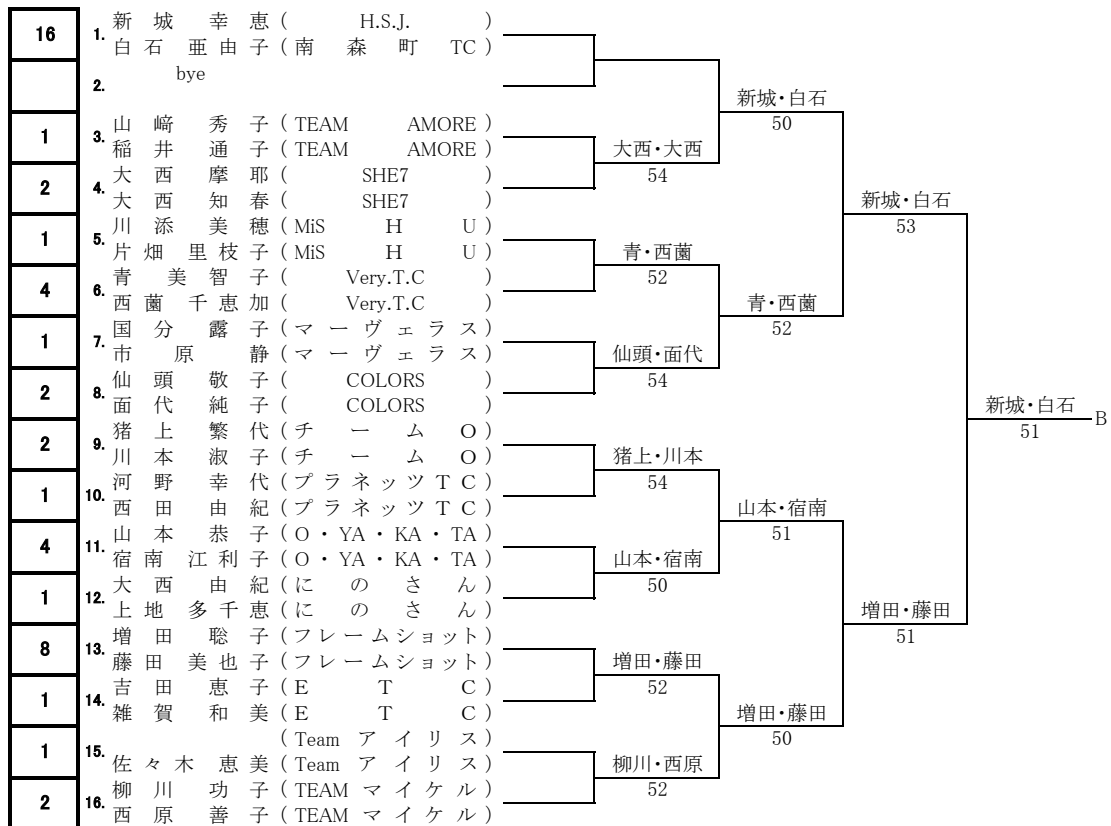 16 1. 新城 幸恵 ( H.S.J. )
白石 亜由子 ( 南森町 TC )
2. bye
1 3. 山﨑 秀子 ( TEAM AMORE )
稲井 通子 ( TEAM AMORE )
2 4. 大西 摩耶 ( SHE7 )
大西 知春 ( SHE7 )
1 5. 川添 美穂 ( MiS H U )
片畑 里枝子 ( MiS H U )
4 6. 青 美智子 ( Very.T.C )
西薗 千恵加 ( Very.T.C )
1 7. 国分 露子 ( マーヴェラス )
市原 静 ( マーヴェラス )
2 8. 仙頭 敬子 ( COLORS )
面代 純子 ( COLORS )
2 9. 猪上 繁代 ( チーム O )
川本 淑子 ( チーム O )
1 10. 河野 幸代 ( プラネッツTC )
西田 由紀 ( プラネッツTC )
4 11. 山本 恭子 ( O・YA・KA・TA )
宿南 江利子 ( O・YA・KA・TA )
1 12. 大西 由紀 ( にのさん )
上地 多千恵 ( にのさん )
8 13. 増田 聡子 ( フレームショット )
藤田 美也子 ( フレームショット )
1 14. 吉田 恵子 ( E T C )
雑賀 和美 ( E T C )
1 15. ( Team アイリス )
佐々木 恵美 ( Team アイリス )
2 16. 柳川 功子 ( TEAM マイケル )
西原 善子 ( TEAM マイケル )
大西・大西
54
青・西薗
52
仙頭・面代
54
猪上・川本
54
山本・宿南
50
増田・藤田
52
柳川・西原
52
新城・白石
50
青・西薗
52
山本・宿南
51
増田・藤田
50
新城・白石
53
増田・藤田
51
新城・白石
51
B